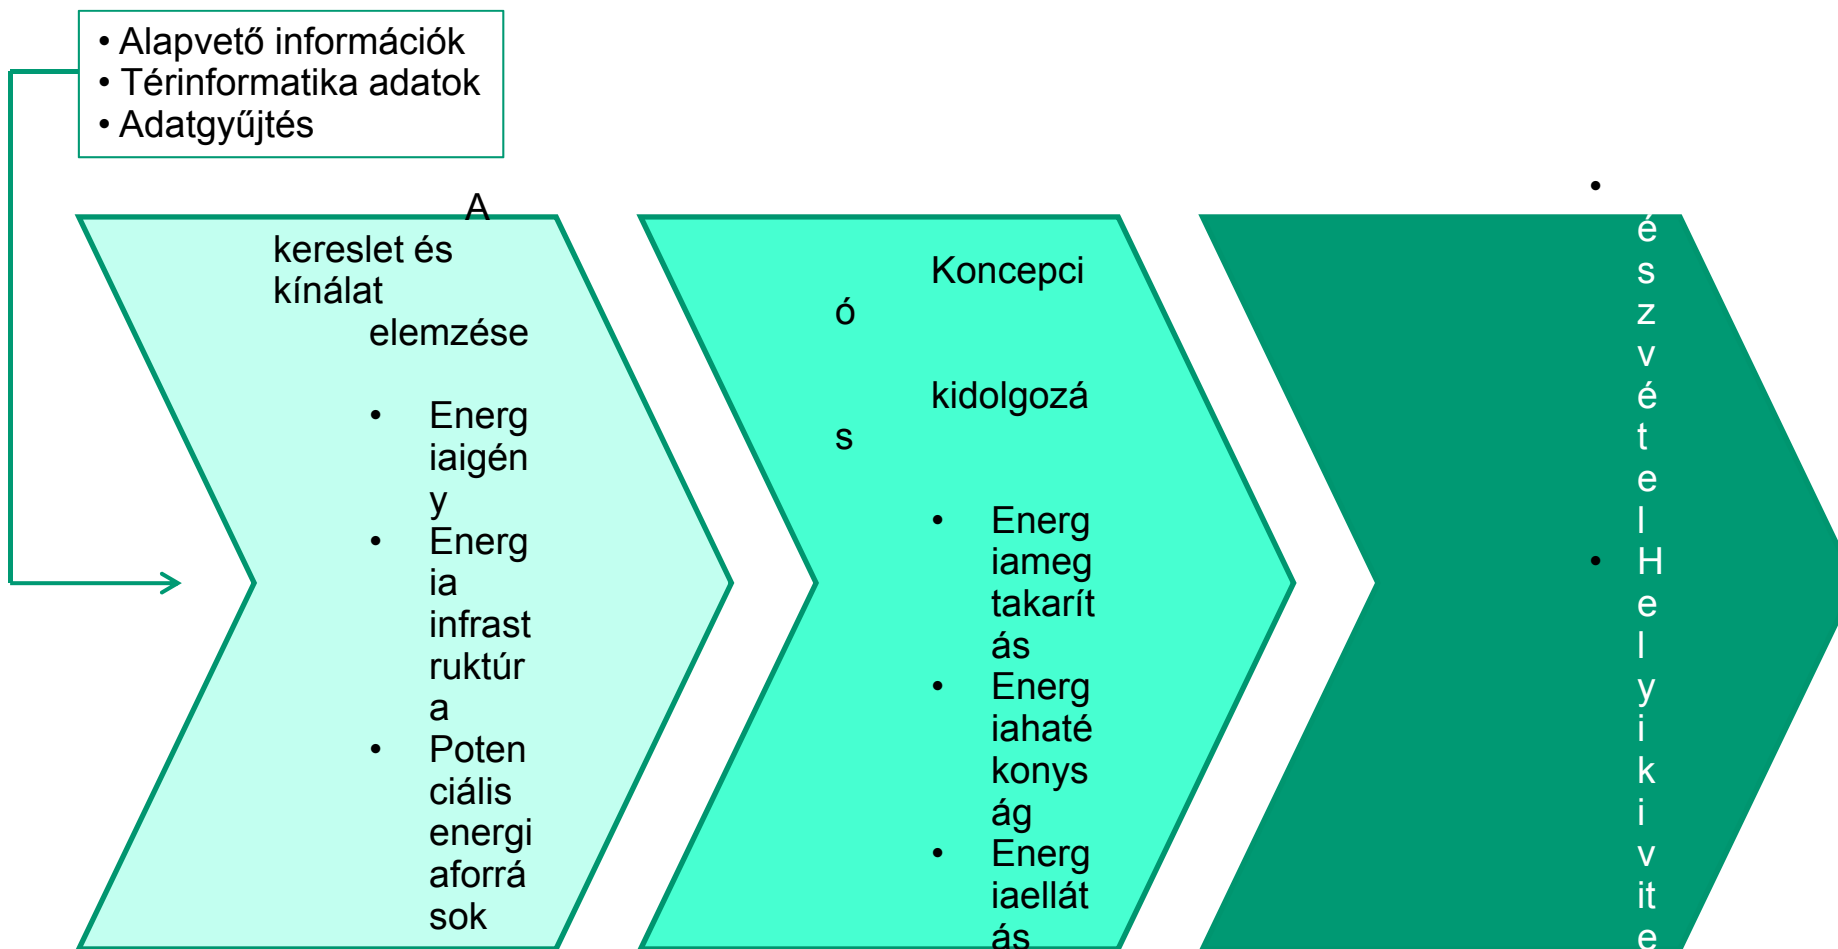 • Alapvető információk
• Térinformatika adatok
• Adatgyűjtés
A
kereslet és
kínálat
elemzése
• Energ
iaigén
y
• Energ
ia
infrast
ruktúr
a
• Poten
ciális
energi
aforrá
sok
Koncepci
ó
kidolgozá
s
• Energ
iameg
takarít
ás
• Energ
iahaté
konys
ág
• Energ
iaellát
ás
•
é
s
z
v
é
t
e
l
• H
e
l
y
i
k
i
v
it
e